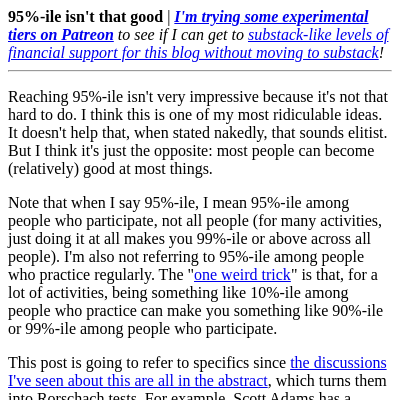 95%-ile isn't that good | I'm trying some experimental
tiers on Patreon to see if I can get to substack-like levels of
financial support for this blog without moving to substack!
Reaching 95%-ile isn't very impressive because it's not that
hard to do. I think this is one of my most ridiculable ideas.
It doesn't help that, when stated nakedly, that sounds elitist.
But I think it's just the opposite: most people can become
(relatively) good at most things.
Note that when I say 95%-ile, I mean 95%-ile among
people who participate, not all people (for many activities,
just doing it at all makes you 99%-ile or above across all
people). I'm also not referring to 95%-ile among people
who practice regularly. The "one weird trick" is that, for a
lot of activities, being something like 10%-ile among
people who practice can make you something like 90%-ile
or 99%-ile among people who participate.
This post is going to refer to specifics since the discussions
I've seen about this are all in the abstract, which turns them
into Rorschach tests. For example, Scott Adams has a